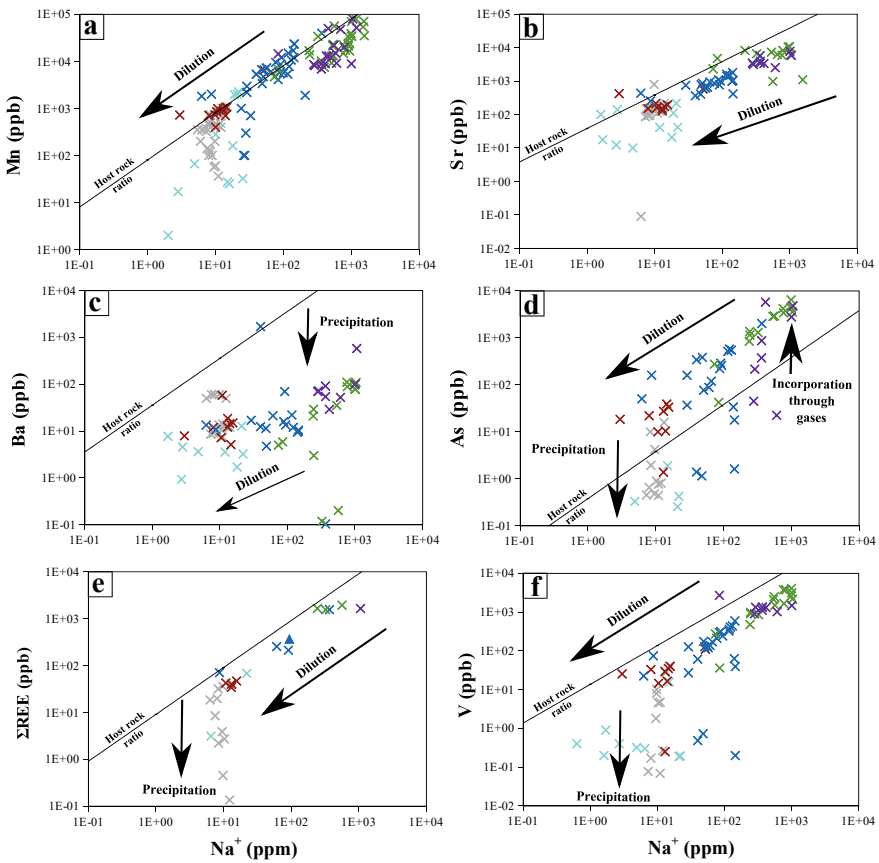 a
Mn (ppb)
1E+05
1E+04
1E+03
1E+02
1E+01
1E+00
1E-01 1E+00 1E+01 1E+02 1E+03 1E+04
Dilution
Host rock
ratio
b
Sr (ppb)
1E+05
1E+04
1E+03
1E+02
1E+01
1E+00
1E-01
1E-02
1E-01 1E+00 1E+01 1E+02 1E+03 1E+04
Dilution
Host rock
ratio
c
Ba (ppb)
1E+04
1E+03
1E+02
1E+01
1E+00
1E-01
1E-01 1E+00 1E+01 1E+02 1E+03 1E+04
Precipitation
Host rock
ratio
Dilution
d
As (ppb)
1E+04
1E+03
1E+02
1E+01
1E+00
1E-01
1E-01 1E+00 1E+01 1E+02 1E+03 1E+04
Dilution
Incorporation
through
gases
Precipitation
Host rock
ratio
e
ΣREE (ppb)
1E+04
1E+03
1E+02
1E+01
1E+00
1E-01
1E-01 1E+00 1E+01 1E+02 1E+03 1E+04
Na+ (ppm)
Dilution
Host rock
ratio
Precipitation
f
V (ppb)
1E+04
1E+03
1E+02
1E+01
1E+00
1E-01
1E-02
1E-01 1E+00 1E+01 1E+02 1E+03 1E+04
Na+ (ppm)
Dilution
Host rock
ratio
Precipitation